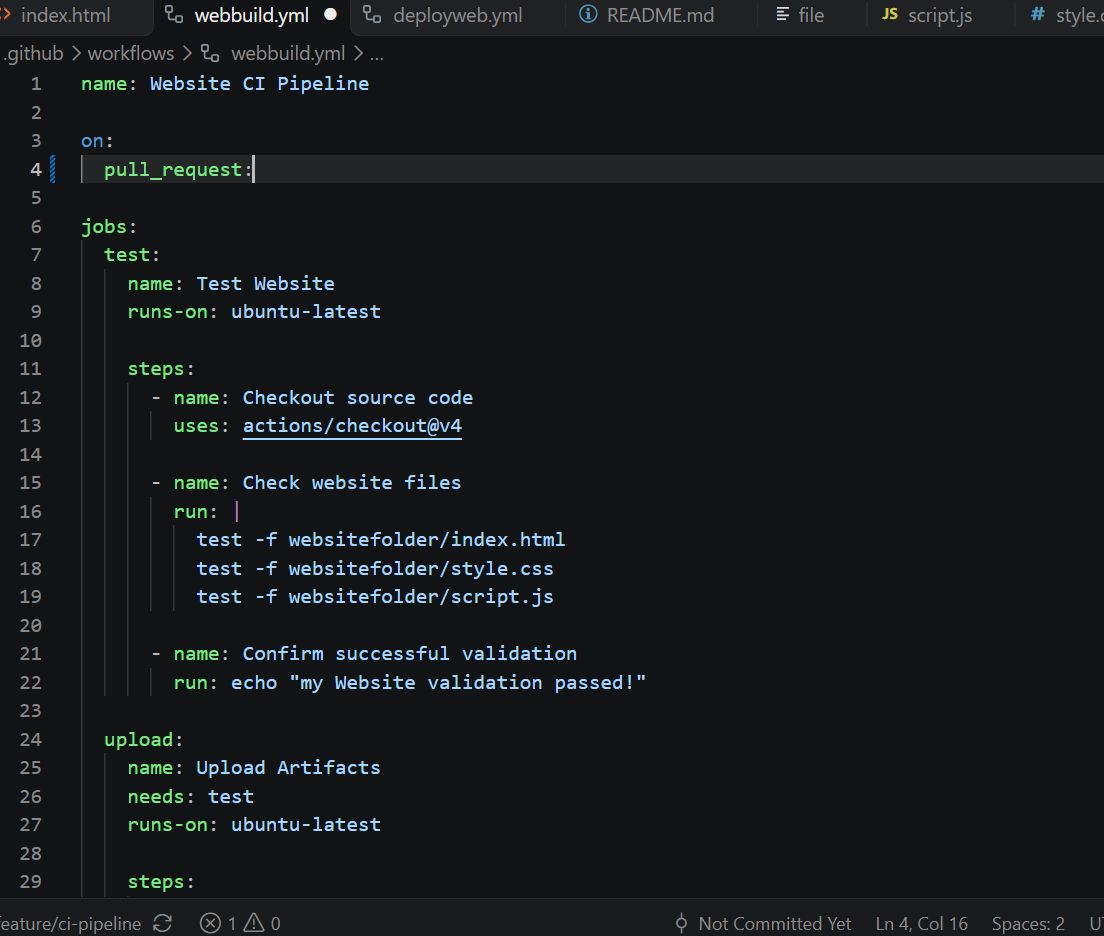 <> index.html webbuild.yml ● deployweb.yml README.md file JS script.js # style.c
.github > workflows > webbuild.yml > ...
1 name: Website CI Pipeline
2
3 on:
4   pull_request:
5
6 jobs:
7   test:
8     name: Test Website
9     runs-on: ubuntu-latest
10
11     steps:
12       - name: Checkout source code
13         uses: actions/checkout@v4
14
15       - name: Check website files
16         run: |
17           test -f websitefolder/index.html
18           test -f websitefolder/style.css
19           test -f websitefolder/script.js
20
21       - name: Confirm successful validation
22         run: echo "my Website validation passed!"
23
24   upload:
25     name: Upload Artifacts
26     needs: test
27     runs-on: ubuntu-latest
28
29     steps:
eature/ci-pipeline 1 0 Not Committed Yet Ln 4, Col 16 Spaces: 2 U